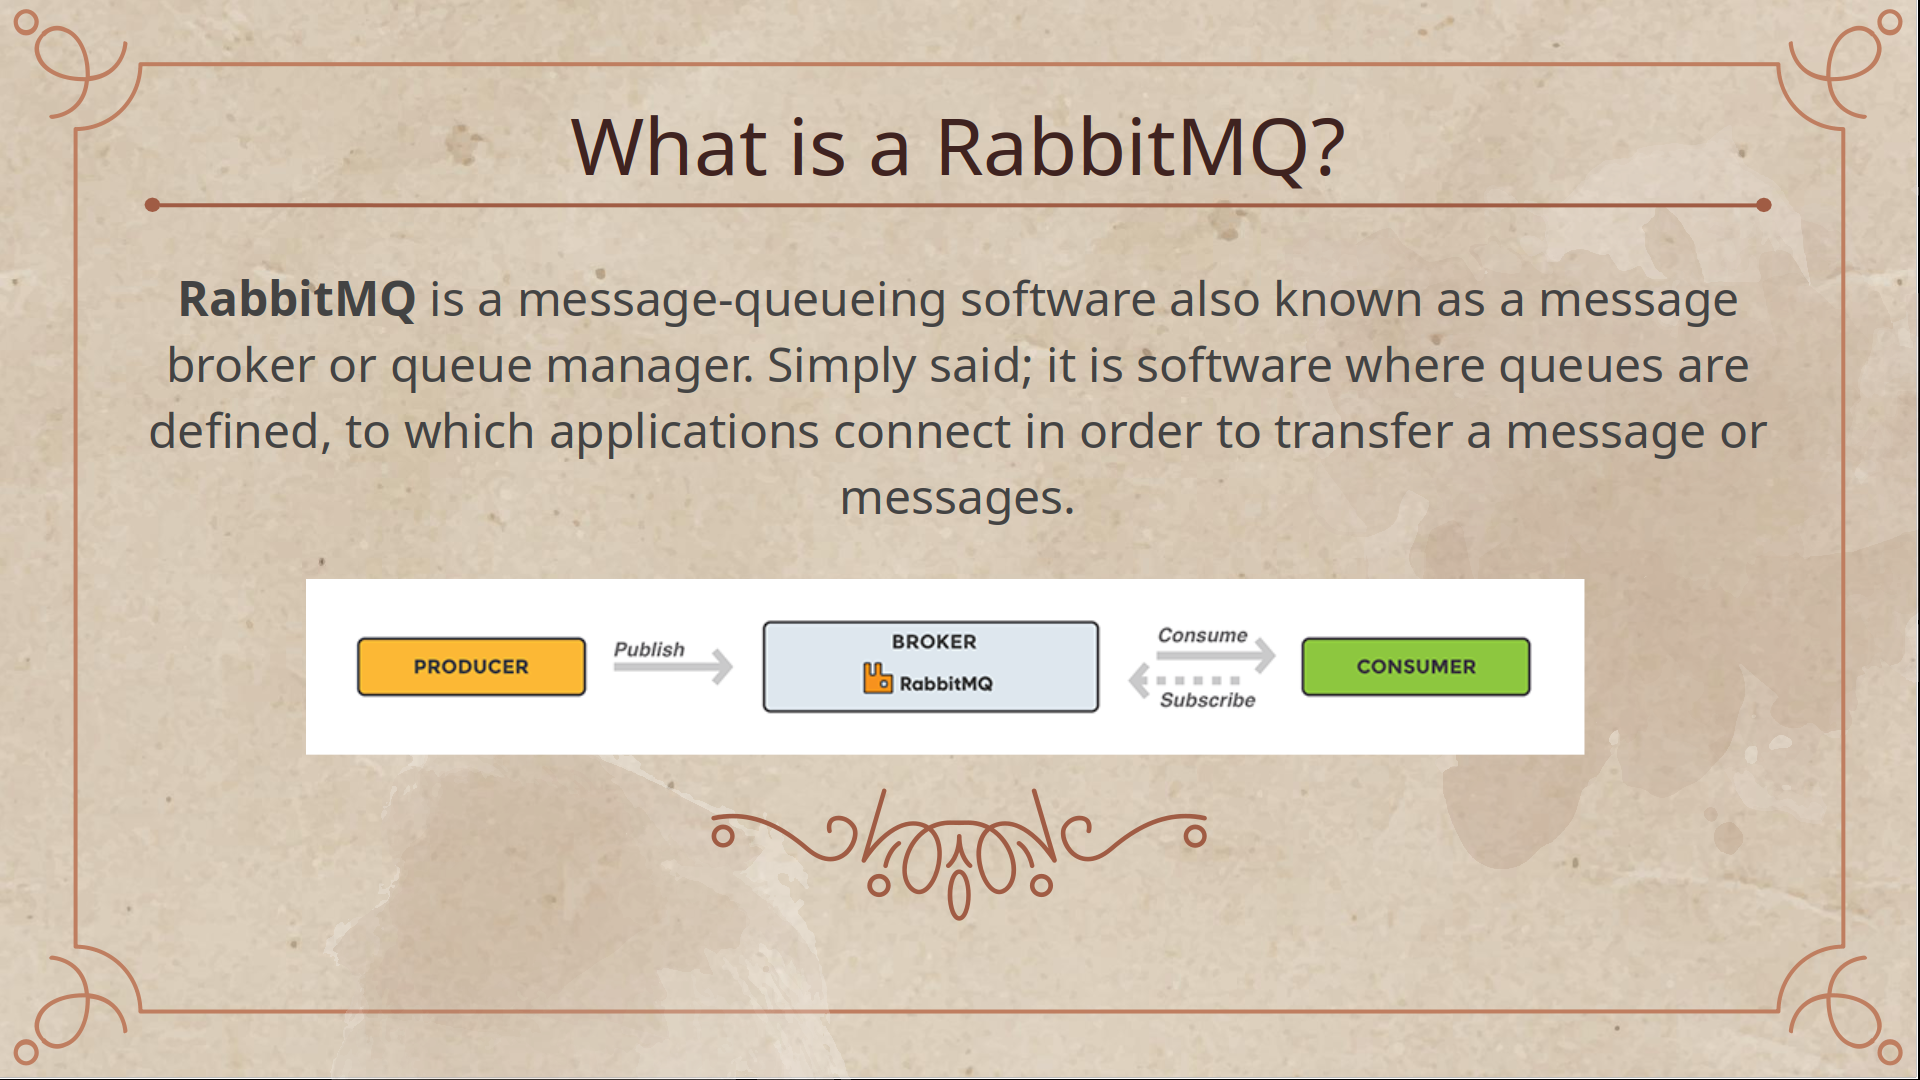 What is a RabbitMQ?
RabbitMQ is a message-queueing software also known as a message
broker or queue manager. Simply said; it is software where queues are
defined, to which applications connect in order to transfer a message or
messages.
PRODUCER
Publish
BROKER
RabbitMQ
Consume
Subscribe
CONSUMER